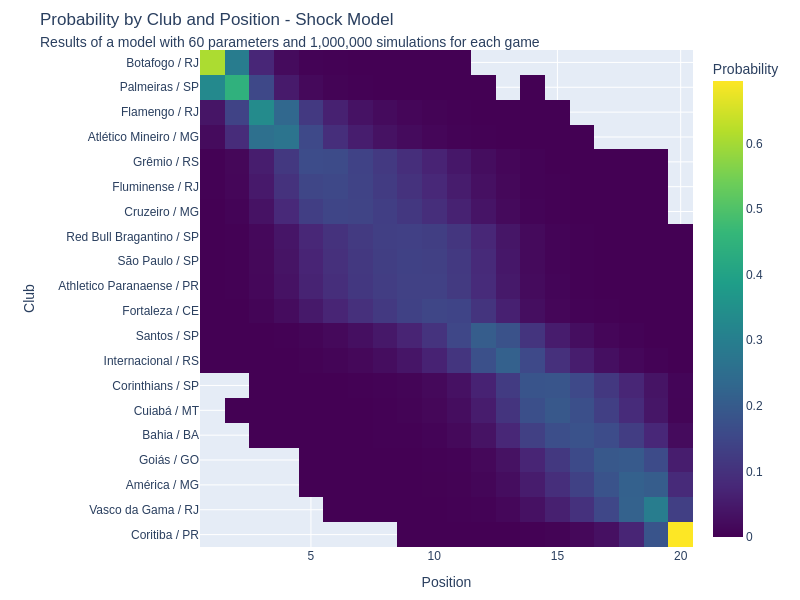 Probability by Club and Position - Shock Model
Results of a model with 60 parameters and 1,000,000 simulations for each game
Probability
Botafogo / RJ
Palmeiras / SP
Flamengo / RJ
Atlético Mineiro / MG
Grêmio / RS
Fluminense / RJ
Cruzeiro / MG
Red Bull Bragantino / SP
São Paulo / SP
Athletico Paranaense / PR
Fortaleza / CE
Santos / SP
Internacional / RS
Corinthians / SP
Cuiabá / MT
Bahia / BA
Goiás / GO
América / MG
Vasco da Gama / RJ
Coritiba / PR
Club
5
10
15
20
Position
0.6
0.5
0.4
0.3
0.2
0.1
0